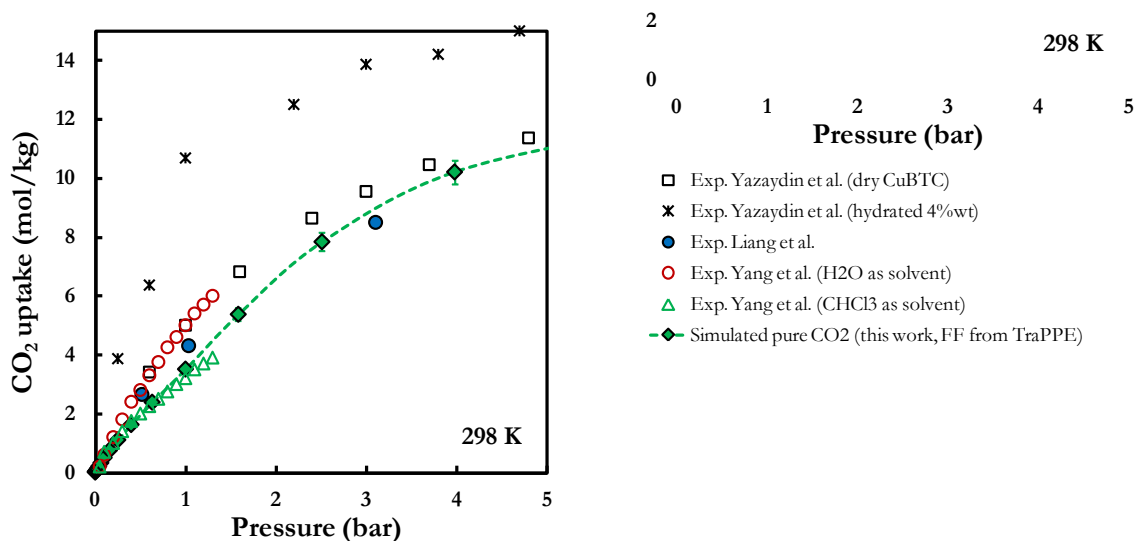 CO2 uptake (mol/kg)
14
12
10
8
6
4
2
0
298 K
0 1 2 3 4 5
Pressure (bar)
2
298 K
0
0 1 2 3 4 5
Pressure (bar)
Exp. Yazaydin et al. (dry CuBTC)
Exp. Yazaydin et al. (hydrated 4%wt)
Exp. Liang et al.
Exp. Yang et al. (H2O as solvent)
Exp. Yang et al. (CHCl3 as solvent)
Simulated pure CO2 (this work, FF from TraPPE)